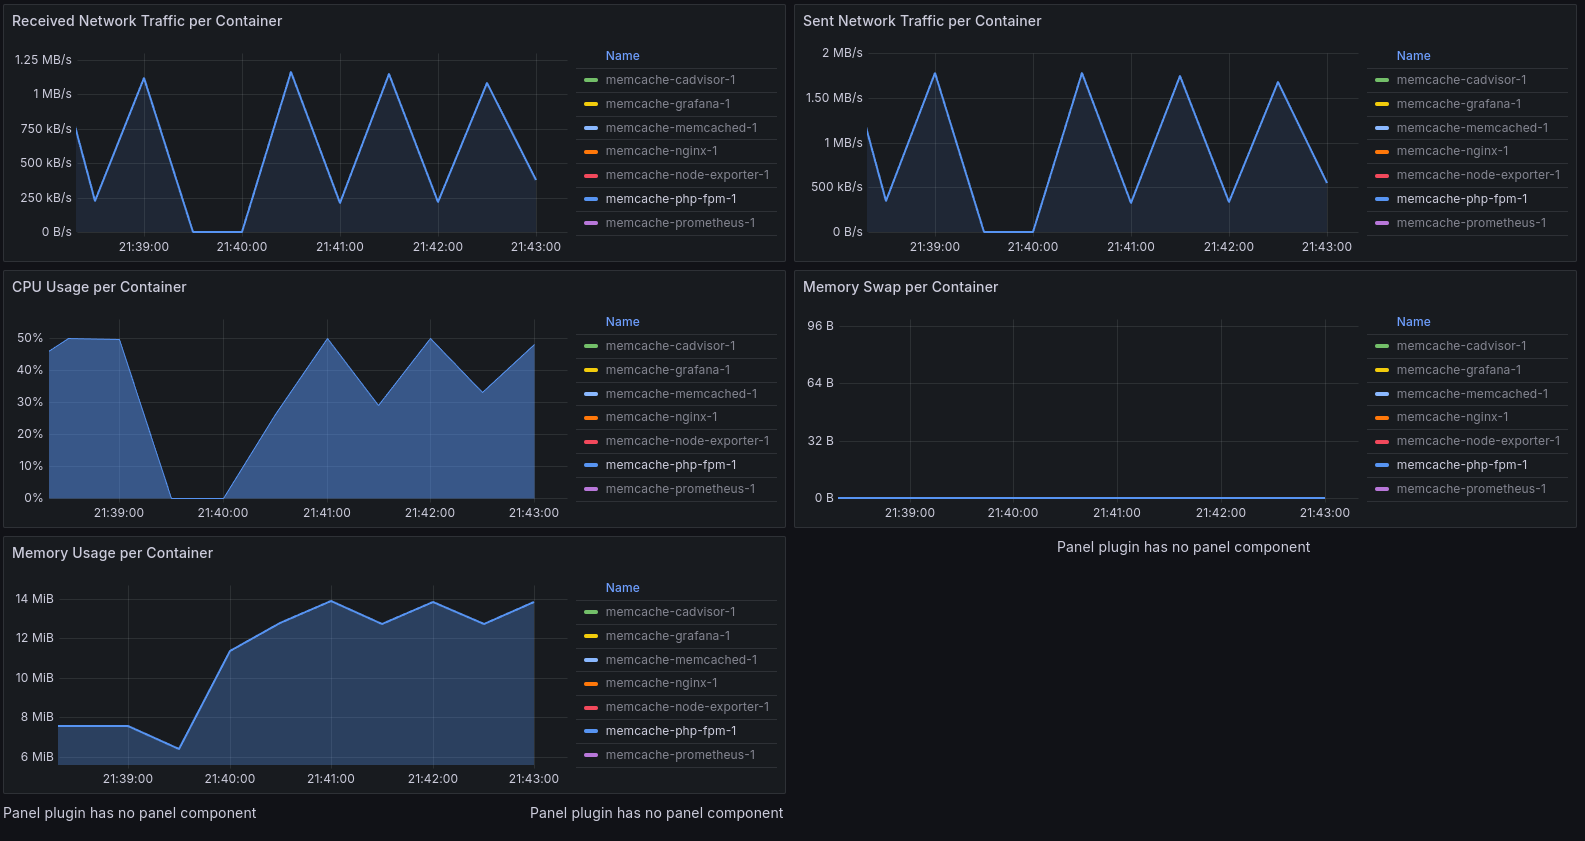 Received Network Traffic per Container
1.25 MB/s
1 MB/s
750 kB/s
500 kB/s
250 kB/s
0 B/s
21:39:00 21:40:00 21:41:00 21:42:00 21:43:00
Name
memcache-cadvisor-1
memcache-grafana-1
memcache-memcached-1
memcache-nginx-1
memcache-node-exporter-1
memcache-php-fpm-1
memcache-prometheus-1
Sent Network Traffic per Container
2 MB/s
1.50 MB/s
1 MB/s
500 kB/s
0 B/s
21:39:00 21:40:00 21:41:00 21:42:00 21:43:00
Name
memcache-cadvisor-1
memcache-grafana-1
memcache-memcached-1
memcache-nginx-1
memcache-node-exporter-1
memcache-php-fpm-1
memcache-prometheus-1
CPU Usage per Container
50%
40%
30%
20%
10%
0%
21:39:00 21:40:00 21:41:00 21:42:00 21:43:00
Name
memcache-cadvisor-1
memcache-grafana-1
memcache-memcached-1
memcache-nginx-1
memcache-node-exporter-1
memcache-php-fpm-1
memcache-prometheus-1
Memory Swap per Container
96 B
64 B
32 B
0 B
21:39:00 21:40:00 21:41:00 21:42:00 21:43:00
Name
memcache-cadvisor-1
memcache-grafana-1
memcache-memcached-1
memcache-nginx-1
memcache-node-exporter-1
memcache-php-fpm-1
memcache-prometheus-1
Memory Usage per Container
14 MiB
12 MiB
10 MiB
8 MiB
6 MiB
21:39:00 21:40:00 21:41:00 21:42:00 21:43:00
Name
memcache-cadvisor-1
memcache-grafana-1
memcache-memcached-1
memcache-nginx-1
memcache-node-exporter-1
memcache-php-fpm-1
memcache-prometheus-1
Panel plugin has no panel component
Panel plugin has no panel component
Panel plugin has no panel component